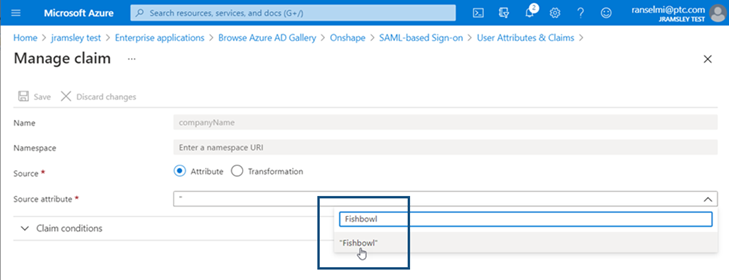 Microsoft Azure
Search resources, services, and docs (G+/)
2
ranselmi@ptc.com
JRAMSLEY TEST
Home > jramsley test > Enterprise applications > Browse Azure AD Gallery > Onshape > SAML-based Sign-on > User Attributes & Claims >
Manage claim ...
Save Discard changes
Name companyName
Namespace Enter a namespace URI
Source * Attribute Transformation
Source attribute * "
Fishbowl
"Fishbowl"
Claim conditions